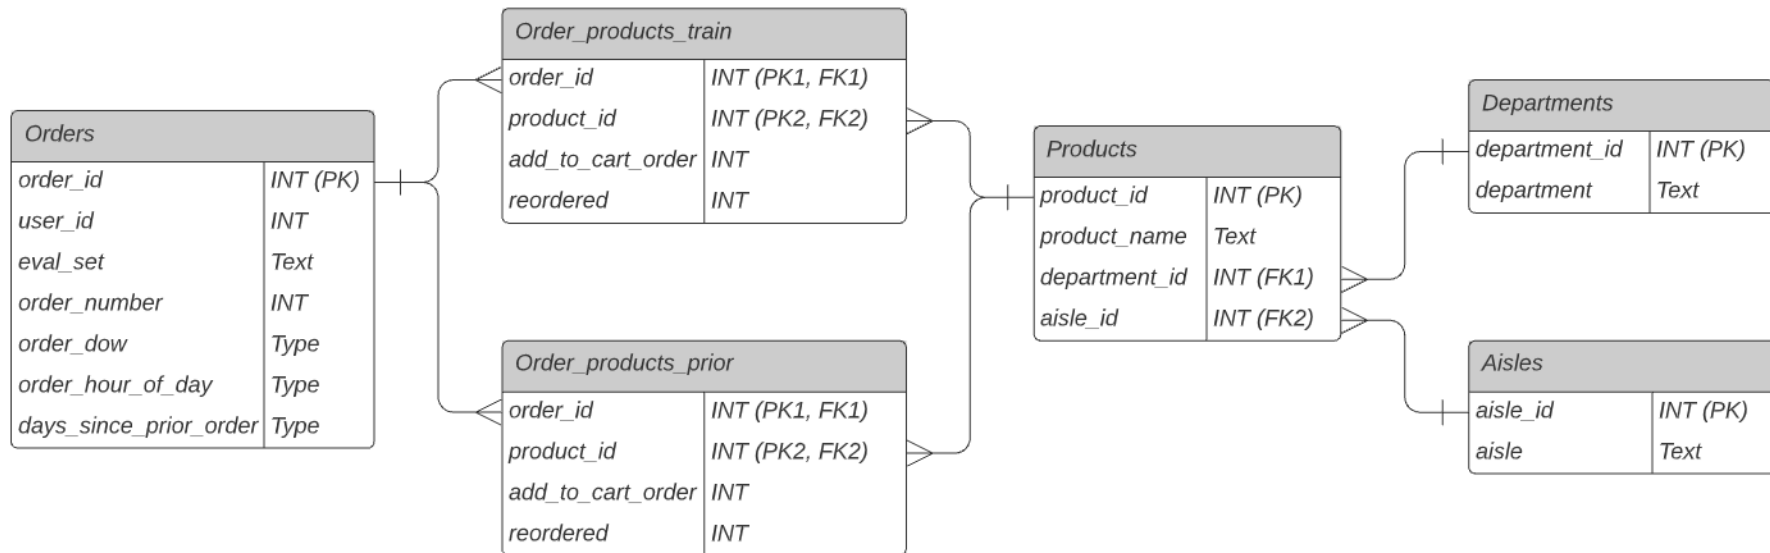 Orders
order_id INT (PK)
user_id INT
eval_set Text
order_number INT
order_dow Type
order_hour_of_day Type
days_since_prior_order Type
Order_products_train
order_id INT (PK1, FK1)
product_id INT (PK2, FK2)
add_to_cart_order INT
reordered INT
Order_products_prior
order_id INT (PK1, FK1)
product_id INT (PK2, FK2)
add_to_cart_order INT
reordered INT
Products
product_id INT (PK)
product_name Text
department_id INT (FK1)
aisle_id INT (FK2)
Departments
department_id INT (PK)
department Text
Aisles
aisle_id INT (PK)
aisle Text